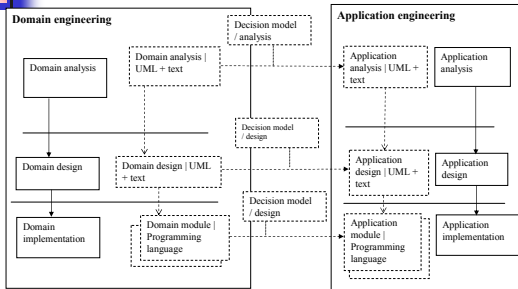 Domain engineering
Decision model
/ analysis
Application engineering
Domain analysis
Domain analysis | UML + text
Application
analysis | UML +
text
Application
analysis
Decision model
/ design
Domain design
Domain design | UML
+ text
Application
design | UML +
text
Application
design
Decision model
/ design
Domain
implementation
Domain module |
Programming
language
Application
module |
Programming
language
Application
implementation